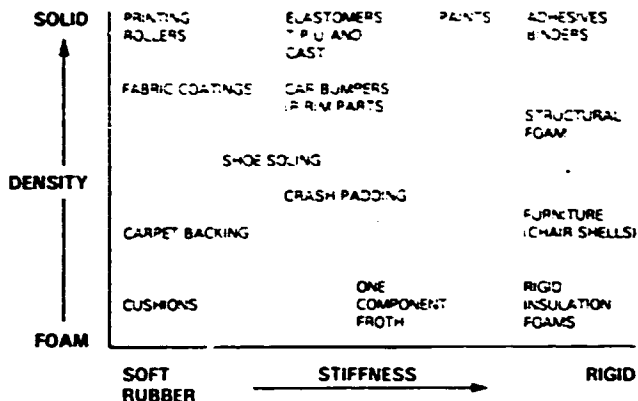 SOLID
PRINTING
ROLLERS
ELASTOMERS
T.P.U AND
CAST
PAINTS
ADHESIVES
BINDERS
FABRIC COATINGS
CAR BUMPERS
RIM PARTS
STRUCTURAL
FOAM
SHOE SOLING
DENSITY
CRASH PADDING
CARPET BACKING
FURNITURE
(CHAIR SHELLS)
CUSHIONS
ONE
COMPONENT
FROTH
RIGID
INSULATION
FOAMS
FOAM
SOFT
RUBBER
STIFFNESS
RIGID